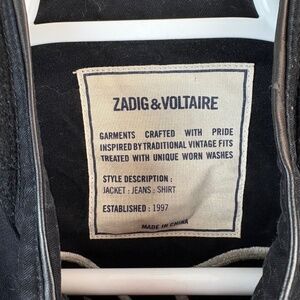 ZADIG&VOLTAIRE
GARMENTS CRAFTED WITH PRIDE
INSPIRED BY TRADITIONAL VINTAGE FITS
TREATED WITH UNIQUE WORN WASHES
STYLE DESCRIPTION :
JACKET : JEANS : SHIRT
ESTABLISHED : 1997
MADE IN CHINA